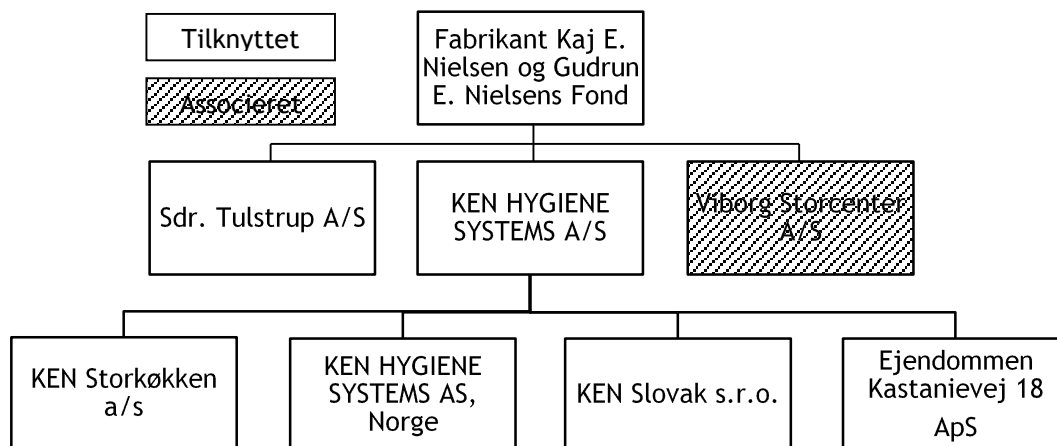 Tilknyttet
Associeret
Fabrikant Kaj E.
Nielsen og Gudrun
E. Nielsens Fond
Sdr. Tulstrup A/S
KEN HYGIENE
SYSTEMS A/S
Viborg Storcenter
A/S
KEN Storkøkken
a/s
KEN HYGIENE
SYSTEMS AS,
Norge
KEN Slovak s.r.o.
Ejendommen
Kastanievej 18
ApS